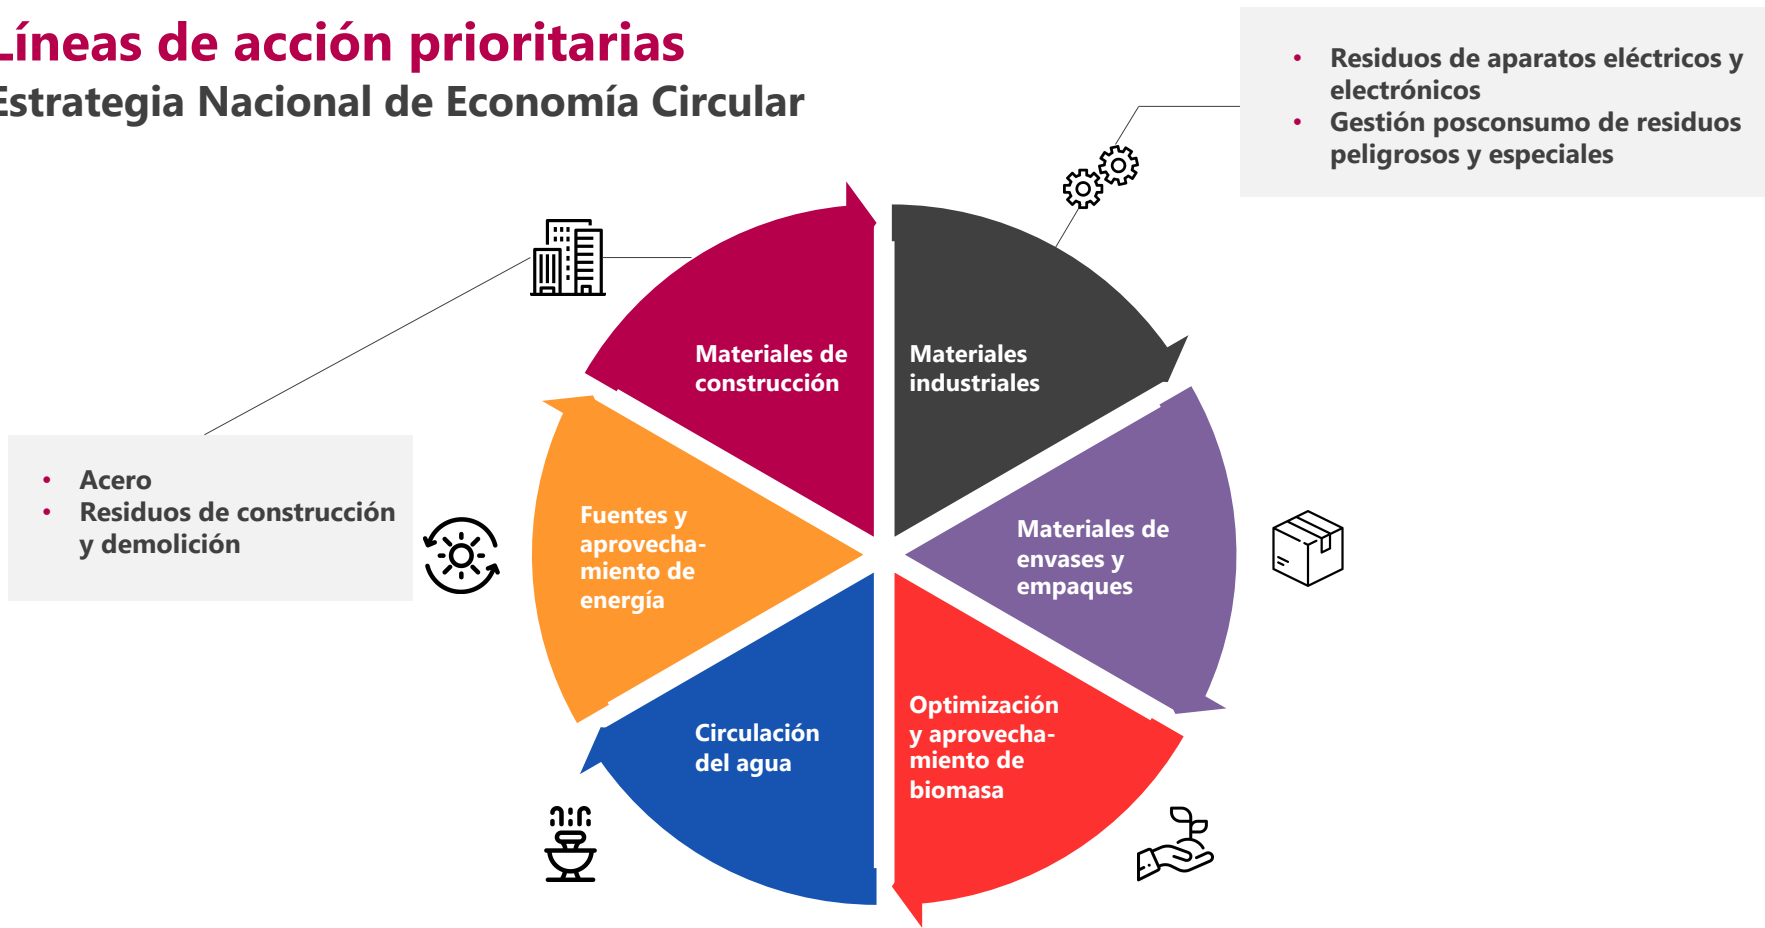 Líneas de acción prioritarias
Estrategia Nacional de Economía Circular
• Residuos de aparatos eléctricos y
electrónicos
• Gestión posconsumo de residuos
peligrosos y especiales
Materiales de
construcción
Materiales
industriales
• Acero
• Residuos de construcción
y demolición
Fuentes y
aprovecha-
miento de
energía
Materiales de
envases y
empaques
Circulación
del agua
Optimización
y aprovecha-
miento de
biomasa